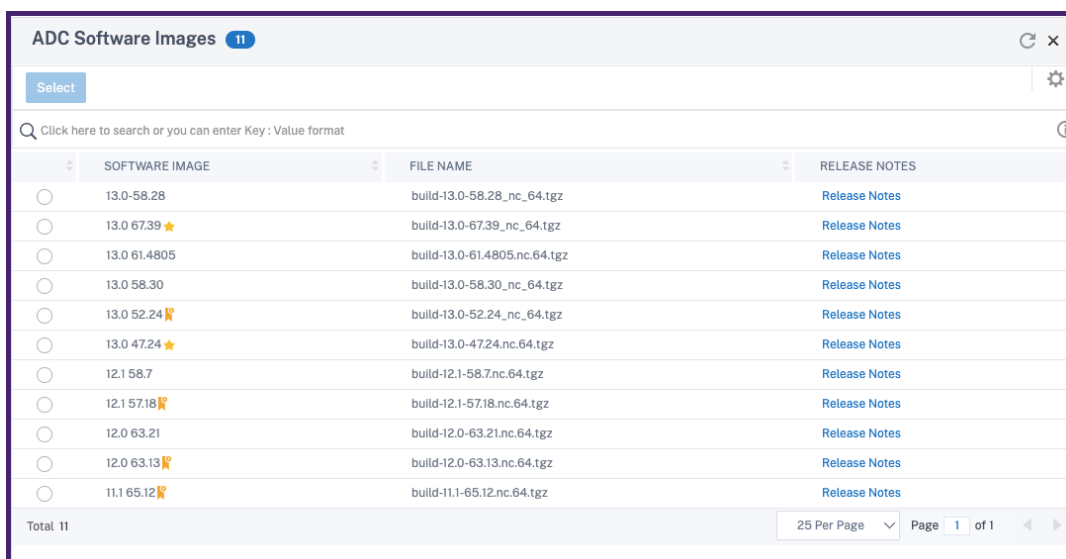 ADC Software Images 11
Select
Click here to search or you can enter Key : Value format
SOFTWARE IMAGE FILE NAME RELEASE NOTES
13.0-58.28 build-13.0-58.28_nc_64.tgz Release Notes
13.0 67.39 build-13.0-67.39_nc_64.tgz Release Notes
13.0 61.4805 build-13.0-61.4805.nc.64.tgz Release Notes
13.0 58.30 build-13.0-58.30_nc_64.tgz Release Notes
13.0 52.24 build-13.0-52.24_nc_64.tgz Release Notes
13.0 47.24 build-13.0-47.24.nc.64.tgz Release Notes
12.1 58.7 build-12.1-58.7.nc.64.tgz Release Notes
12.1 57.18 build-12.1-57.18.nc.64.tgz Release Notes
12.0 63.21 build-12.0-63.21.nc.64.tgz Release Notes
12.0 63.13 build-12.0-63.13.nc.64.tgz Release Notes
11.1 65.12 build-11.1-65.12.nc.64.tgz Release Notes
Total 11 25 Per Page Page 1 of 1